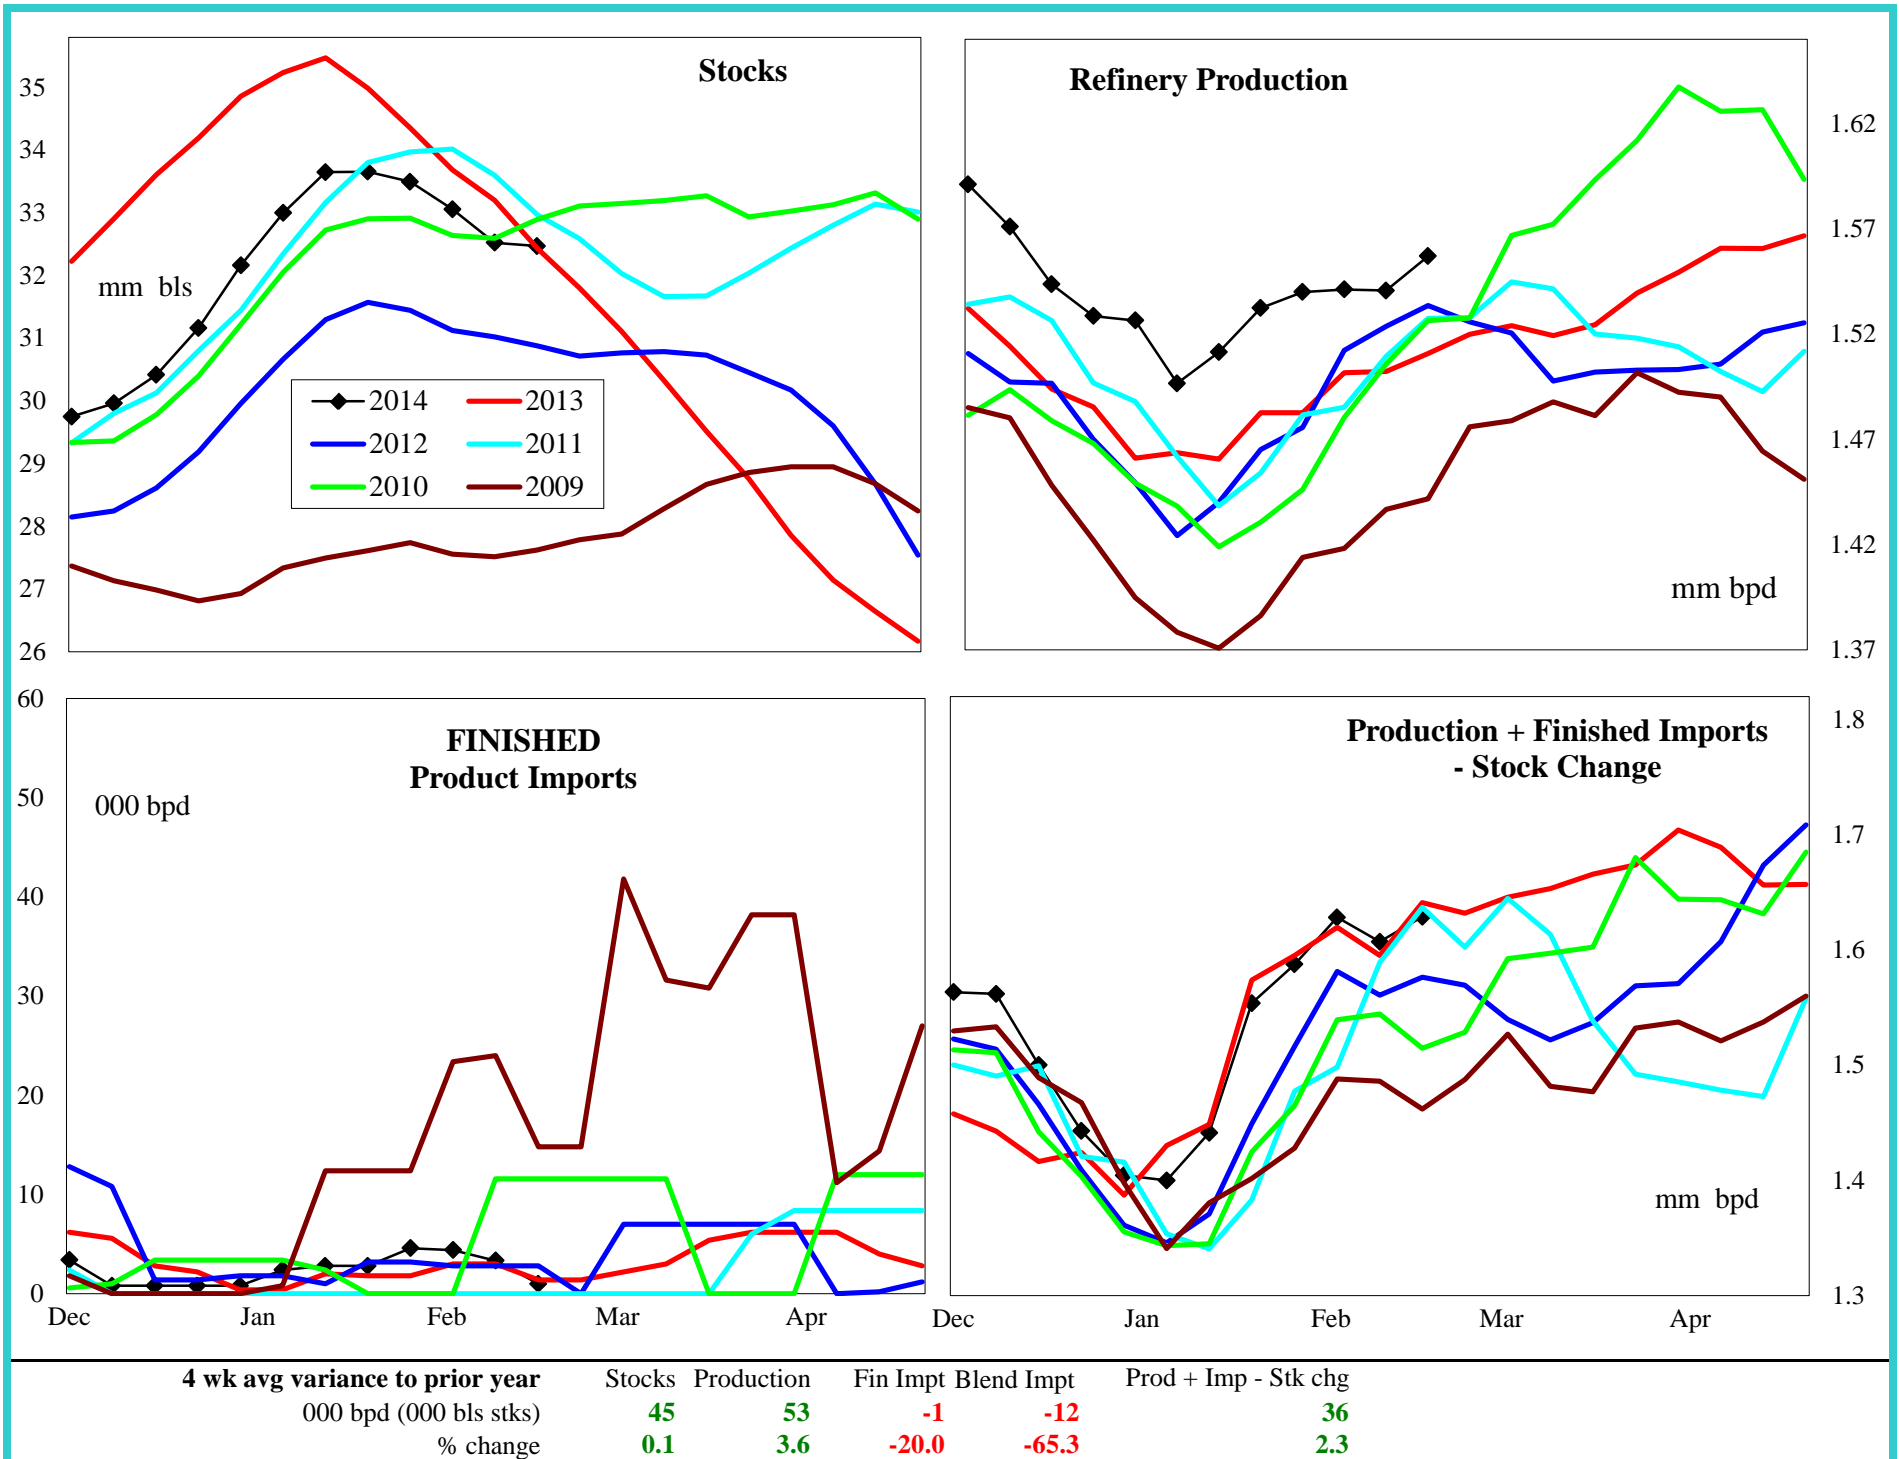 Stocks
35
34
33
32
31
30
29
28
27
26
mm bls
2014 2013
2012 2011
2010 2009
Refinery Production
1.62
1.57
1.52
1.47
1.42
1.37
mm bpd
FINISHED
Product Imports
000 bpd
60
50
40
30
20
10
0
Dec Jan Feb Mar Apr
Production + Finished Imports
- Stock Change
1.8
1.7
1.6
1.5
1.4
1.3
mm bpd
Dec Jan Feb Mar Apr
4 wk avg variance to prior year Stocks Production Fin Impt Blend Impt Prod + Imp - Stk chg
000 bpd (000 bls stks) 45 53 -1 -12 36
% change 0.1 3.6 -20.0 -65.3 2.3